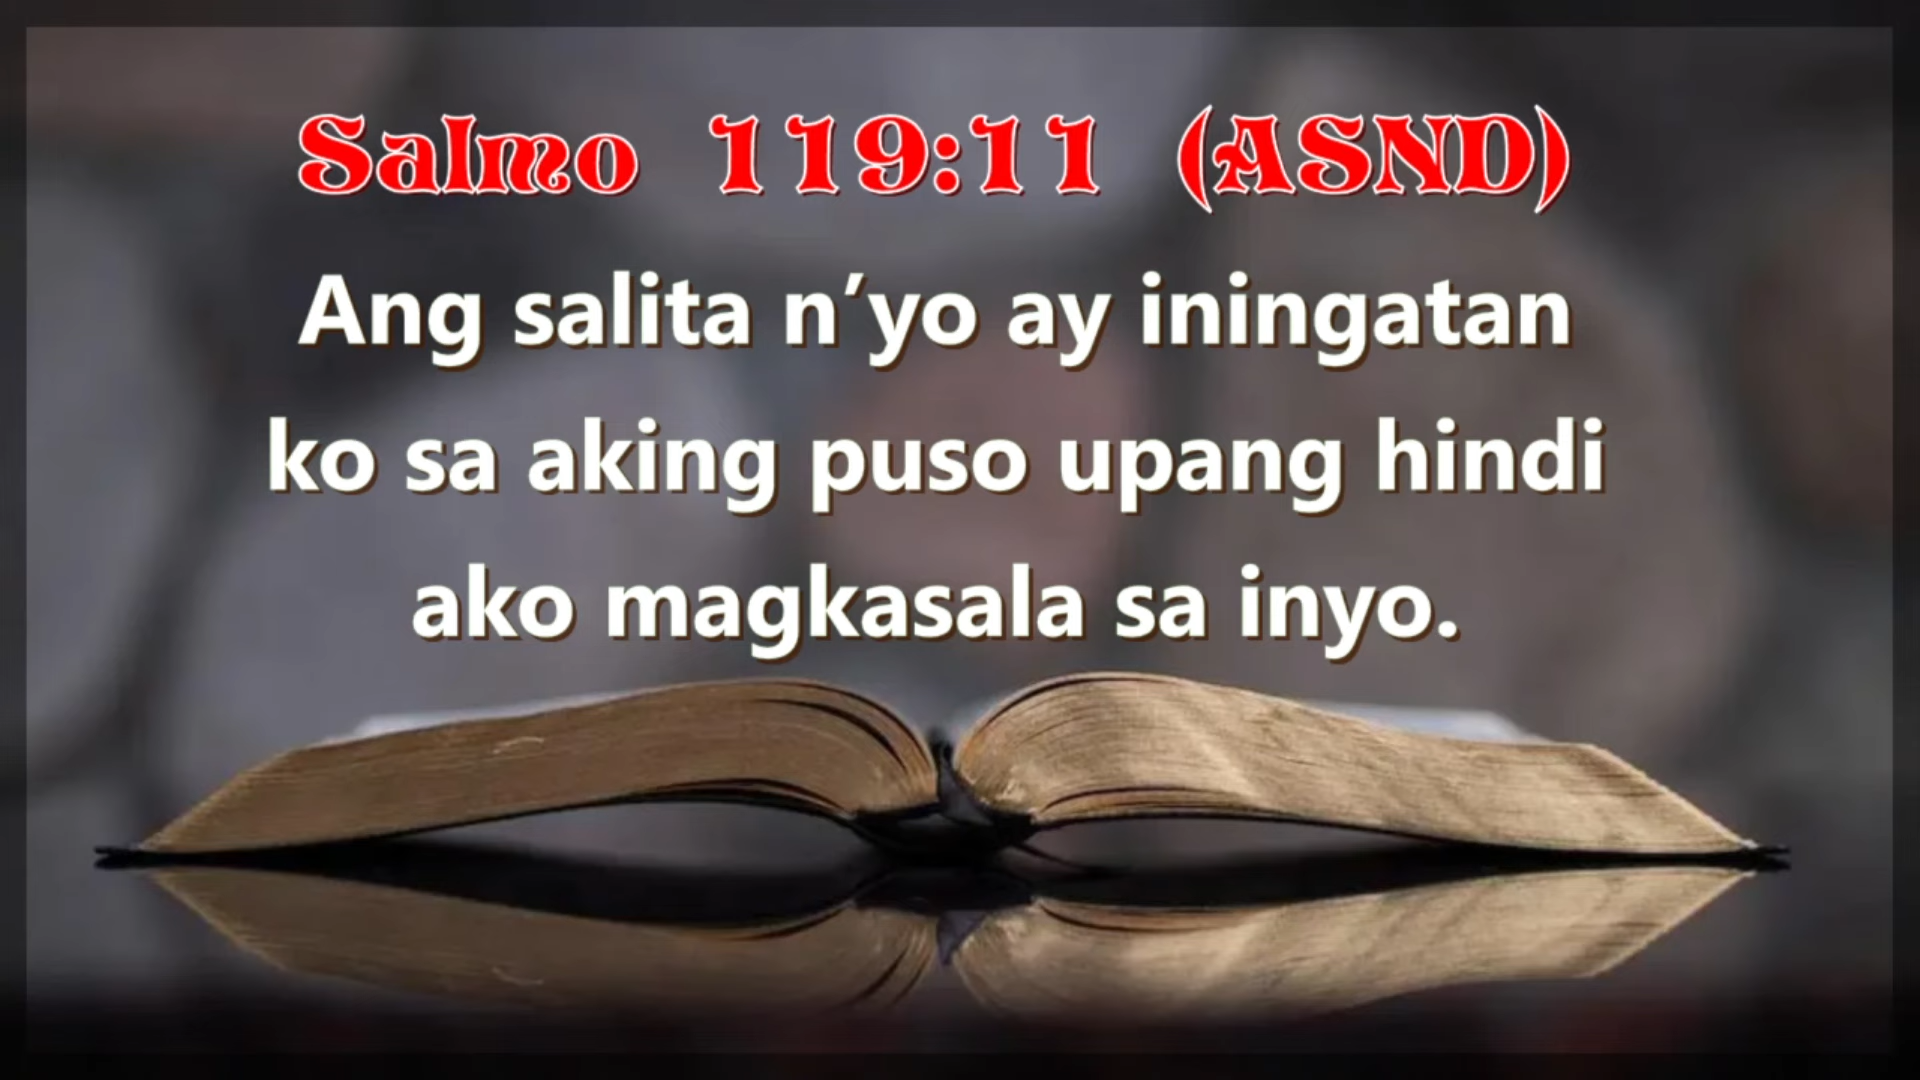 Salmo 119:11 (ASND)
Ang salita n’yo ay iningatan
ko sa aking puso upang hindi
ako magkasala sa inyo.